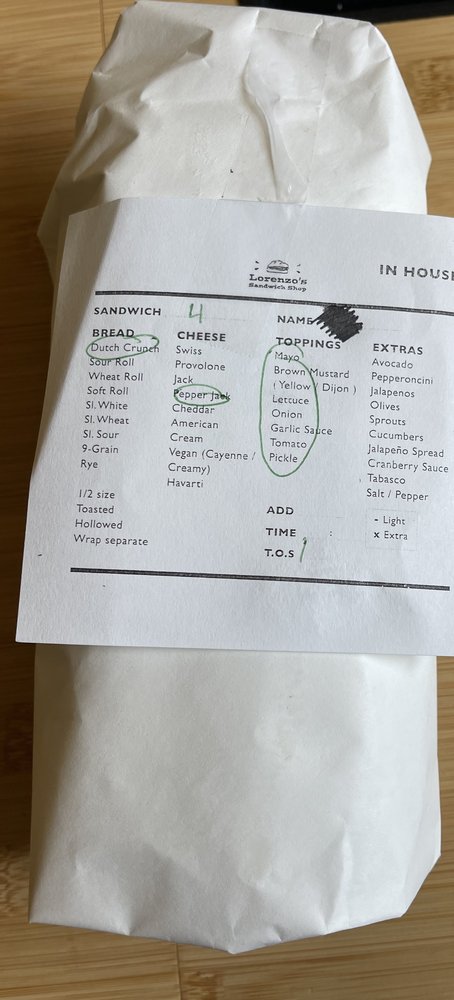 Lorenzo's
Sandwich Shop
IN HOUS
SANDWICH 4
NAME
BREAD
Dutch Crunch
Sour Roll
Wheat Roll
Soft Roll
Sl. White
Sl. Wheat
Sl. Sour
9-Grain
Rye
1/2 size
Toasted
Hollowed
Wrap separate
CHEESE
Swiss
Provolone
Jack
Pepper Jack
Cheddar
American
Cream
Vegan (Cayenne /
Creamy)
Havarti
TOPPINGS
Mayo
Brown Mustard
( Yellow / Dijon )
Lettuce
Onion
Garlic Sauce
Tomato
Pickle
ADD
TIME :
T.O.S 1
EXTRAS
Avocado
Pepperoncini
Jalapenos
Olives
Sprouts
Cucumbers
Jalapeño Spread
Cranberry Sauce
Tabasco
Salt / Pepper
- Light
x Extra